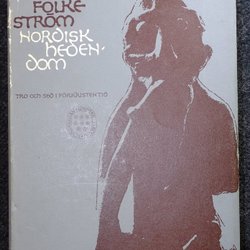 FOLKE-
STRÖM
NORDISK
HEDEN-
DOM
TRO OCH SED I FÖRKRISTEN TID